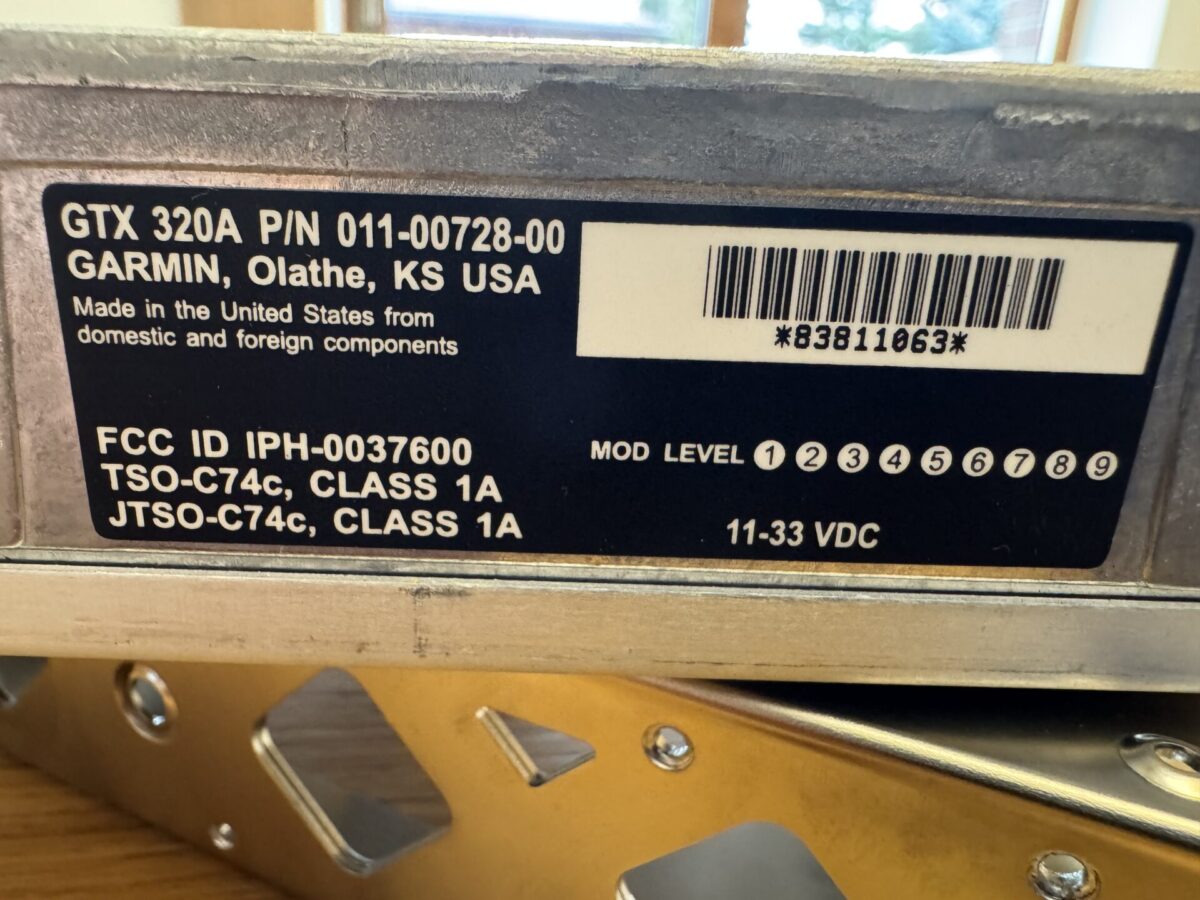 GTX 320A P/N 011-00728-00
GARMIN, Olathe, KS USA
Made in the United States from
domestic and foreign components
*83811063*
FCC ID IPH-0037600
TSO-C74c, CLASS 1A
JTSO-C74c, CLASS 1A
MOD LEVEL 1 2 3 4 5 6 7 8 9
11-33 VDC